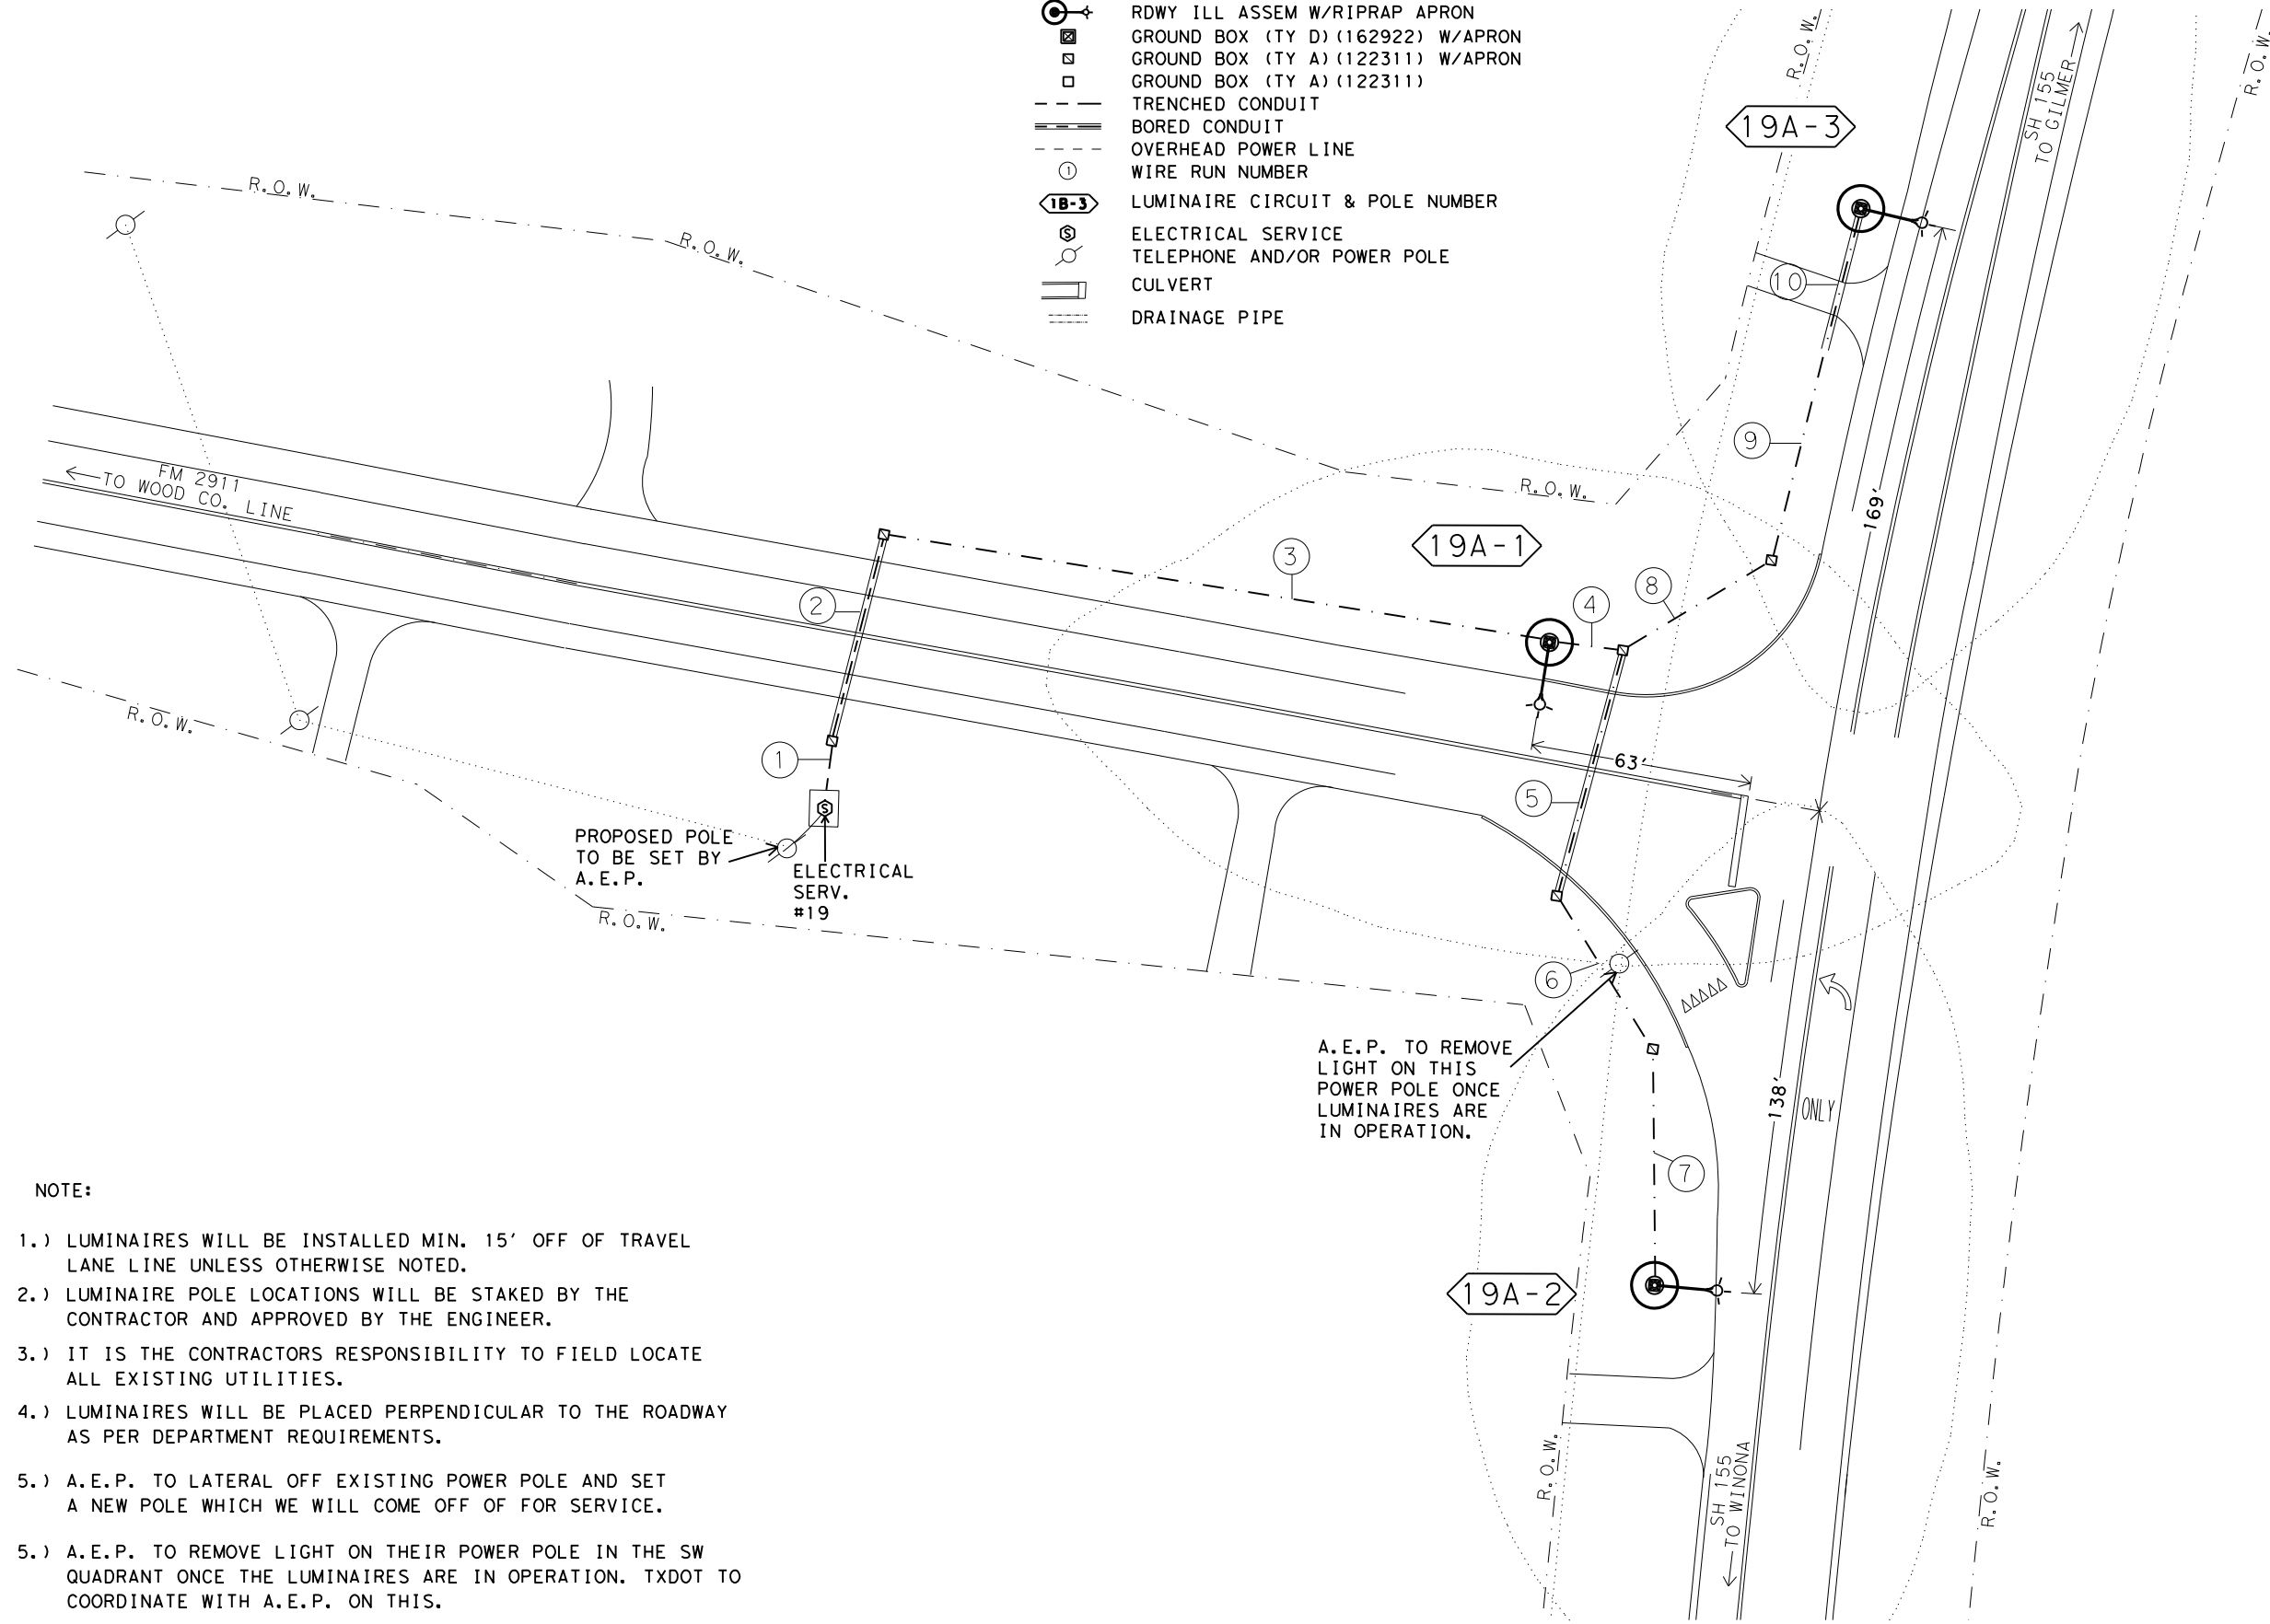 RDWY ILL ASSEM W/RIPRAP APRON
GROUND BOX (TY D)(162922) W/APRON
GROUND BOX (TY A)(122311) W/APRON
GROUND BOX (TY A)(122311)
TRENCHED CONDUIT
BORED CONDUIT
OVERHEAD POWER LINE
1 WIRE RUN NUMBER
1B-3 LUMINAIRE CIRCUIT & POLE NUMBER
S ELECTRICAL SERVICE
TELEPHONE AND/OR POWER POLE
CULVERT
DRAINAGE PIPE
R.O.W.
R.O.W.
R.O.W.
R.O.W.
SH 155
TO GILMER
19A-3
10
9
169'
R.O.W.
19A-1
8
4
3
2
FM 2911
TO WOOD CO. LINE
R.O.W.
1
63'
5
PROPOSED POLE
TO BE SET BY
A.E.P.
S
ELECTRICAL
SERV.
#19
R.O.W.
6
A.E.P. TO REMOVE
LIGHT ON THIS
POWER POLE ONCE
LUMINAIRES ARE
IN OPERATION.
138'
ONLY
7
19A-2
R.O.W.
SH 155
TO WINONA
R.O.W.
NOTE:
1.) LUMINAIRES WILL BE INSTALLED MIN. 15' OFF OF TRAVEL
LANE LINE UNLESS OTHERWISE NOTED.
2.) LUMINAIRE POLE LOCATIONS WILL BE STAKED BY THE
CONTRACTOR AND APPROVED BY THE ENGINEER.
3.) IT IS THE CONTRACTORS RESPONSIBILITY TO FIELD LOCATE
ALL EXISTING UTILITIES.
4.) LUMINAIRES WILL BE PLACED PERPENDICULAR TO THE ROADWAY
AS PER DEPARTMENT REQUIREMENTS.
5.) A.E.P. TO LATERAL OFF EXISTING POWER POLE AND SET
A NEW POLE WHICH WE WILL COME OFF OF FOR SERVICE.
5.) A.E.P. TO REMOVE LIGHT ON THEIR POWER POLE IN THE SW
QUADRANT ONCE THE LUMINAIRES ARE IN OPERATION. TXDOT TO
COORDINATE WITH A.E.P. ON THIS.